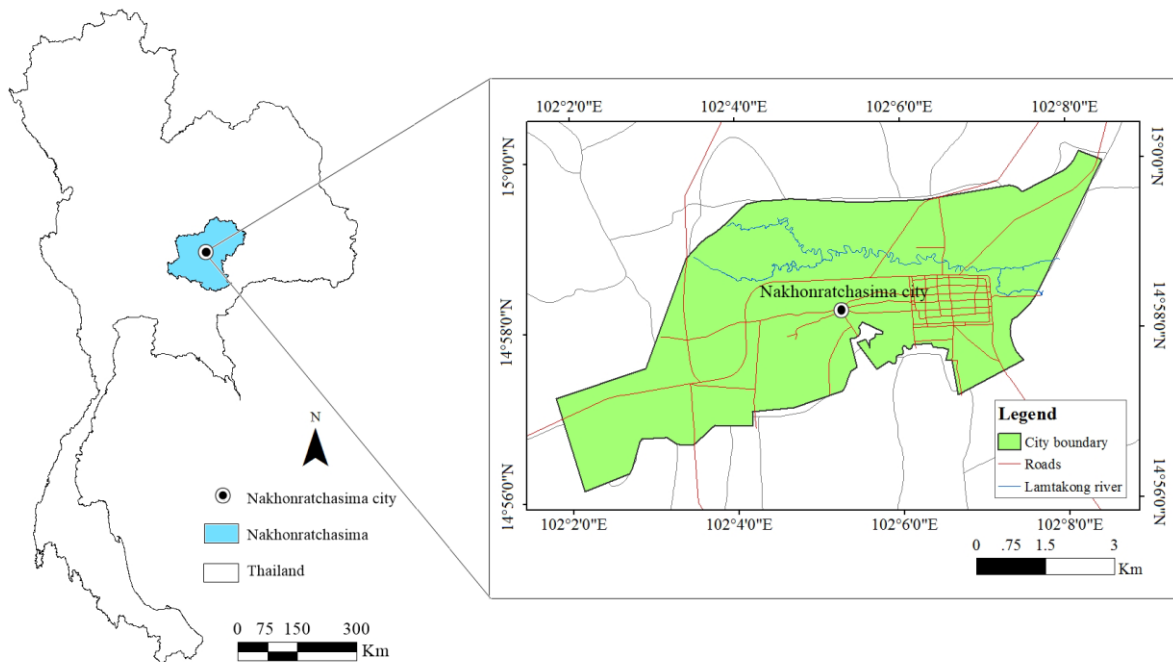 N
Nakhonratchasima city
Nakhonratchasima
Thailand
0 75 150 300
Km
102°2'0"E 102°4'0"E 102°6'0"E 102°8'0"E
15°0'0"N
14°58'0"N
14°56'0"N
15°0'0"N
14°58'0"N
14°56'0"N
Nakhonratchasima city
Legend
City boundary
Roads
Lamtakong river
102°2'0"E 102°4'0"E 102°6'0"E 102°8'0"E
0 .75 1.5 3
Km